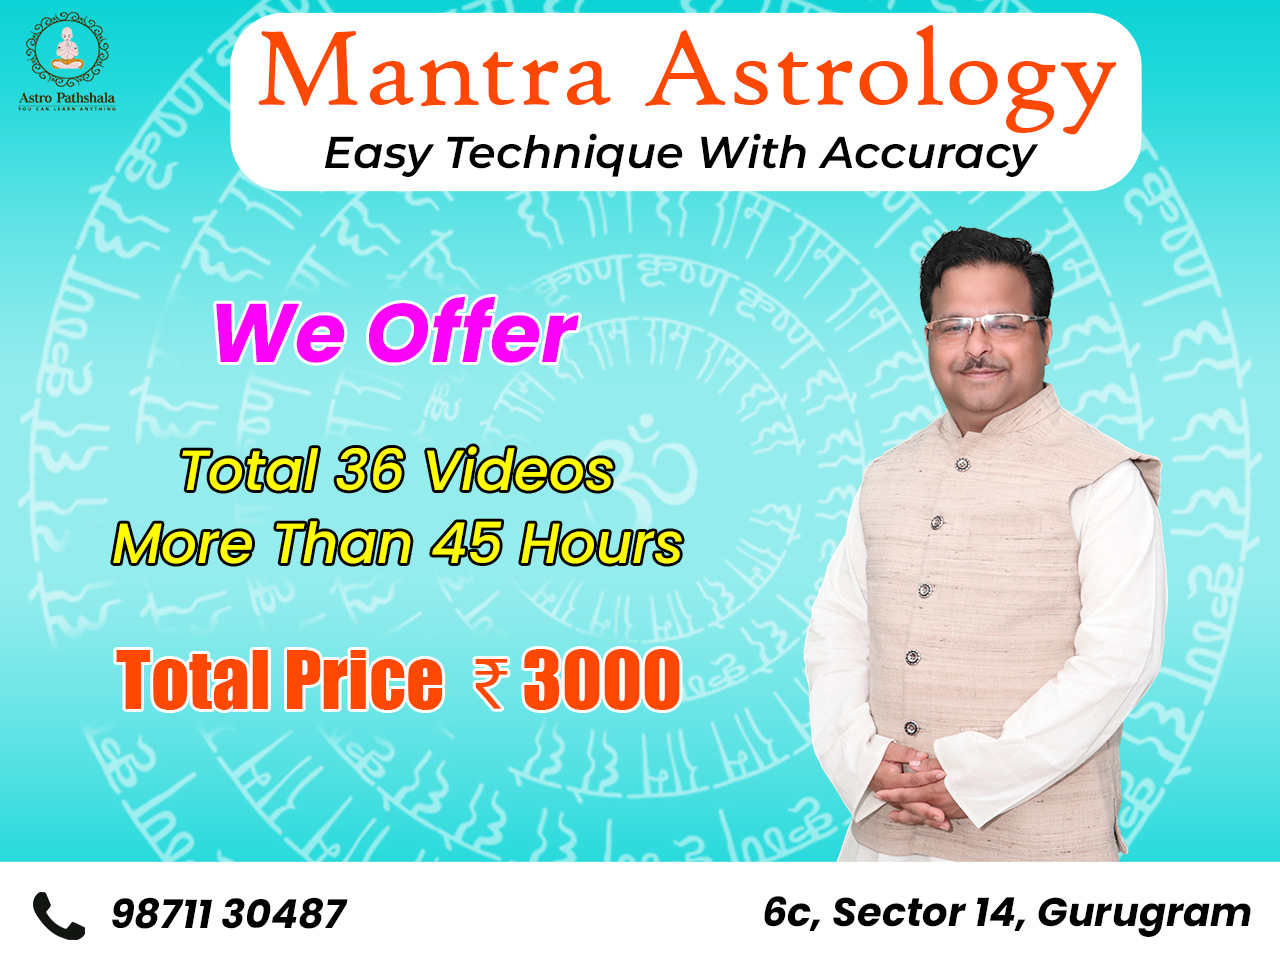 Astro Pathshala
YOU CAN LEARN ANYTHING
Mantra Astrology
Easy Technique With Accuracy
We Offer
Total 36 Videos
More Than 45 Hours
Total Price ₹ 3000
98711 30487
6c, Sector 14, Gurugram
ॐ
राम राम राम
कृष्ण कृष्ण कृष्ण